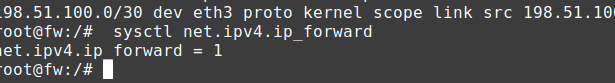 98.51.100.0/30 dev eth3 proto kernel scope link src 198.51.100
root@fw:/#  sysctl net.ipv4.ip_forward
net.ipv4.ip_forward = 1
root@fw:/#